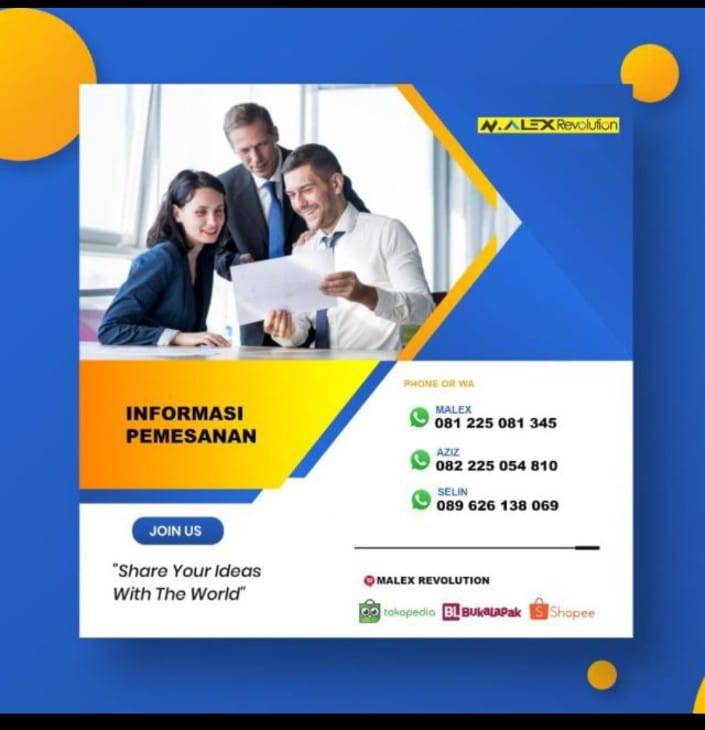 M.ALEX Revolution
INFORMASI
PEMESANAN
PHONE OR WA
MALEX
081 225 081 345
AZIZ
082 225 054 810
SELIN
089 626 138 069
JOIN US
"Share Your Ideas
With The World"
MALEX REVOLUTION
tokopedia BL BukaLapak S Shopee